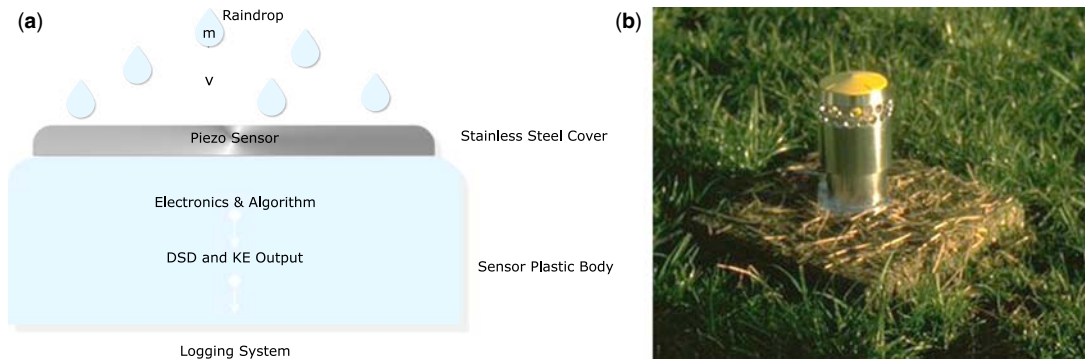 (a)
Raindrop
m
v
Piezo Sensor
Stainless Steel Cover
Electronics & Algorithm
DSD and KE Output
Sensor Plastic Body
Logging System
(b)